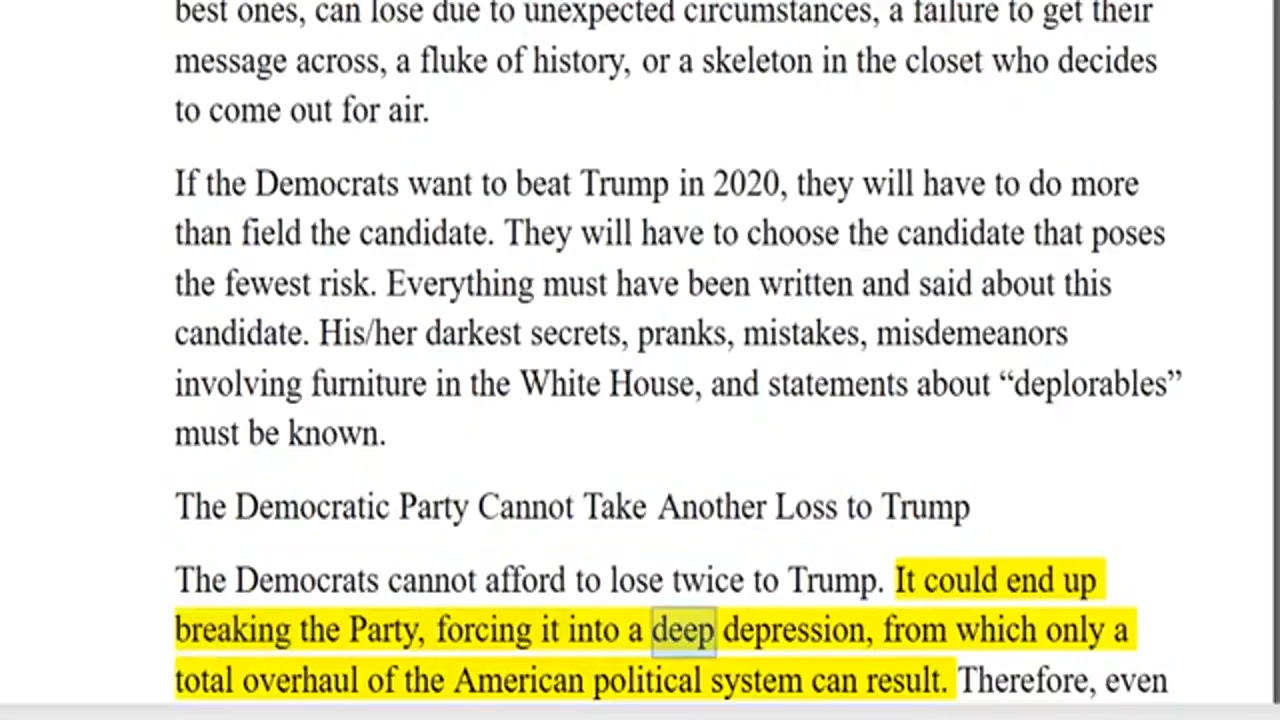 best ones, can lose due to unexpected circumstances, a failure to get their
message across, a fluke of history, or a skeleton in the closet who decides
to come out for air.
If the Democrats want to beat Trump in 2020, they will have to do more
than field the candidate. They will have to choose the candidate that poses
the fewest risk. Everything must have been written and said about this
candidate. His/her darkest secrets, pranks, mistakes, misdemeanors
involving furniture in the White House, and statements about “deplorables”
must be known.
The Democratic Party Cannot Take Another Loss to Trump
The Democrats cannot afford to lose twice to Trump. It could end up
breaking the Party, forcing it into a deep depression, from which only a
total overhaul of the American political system can result. Therefore, even